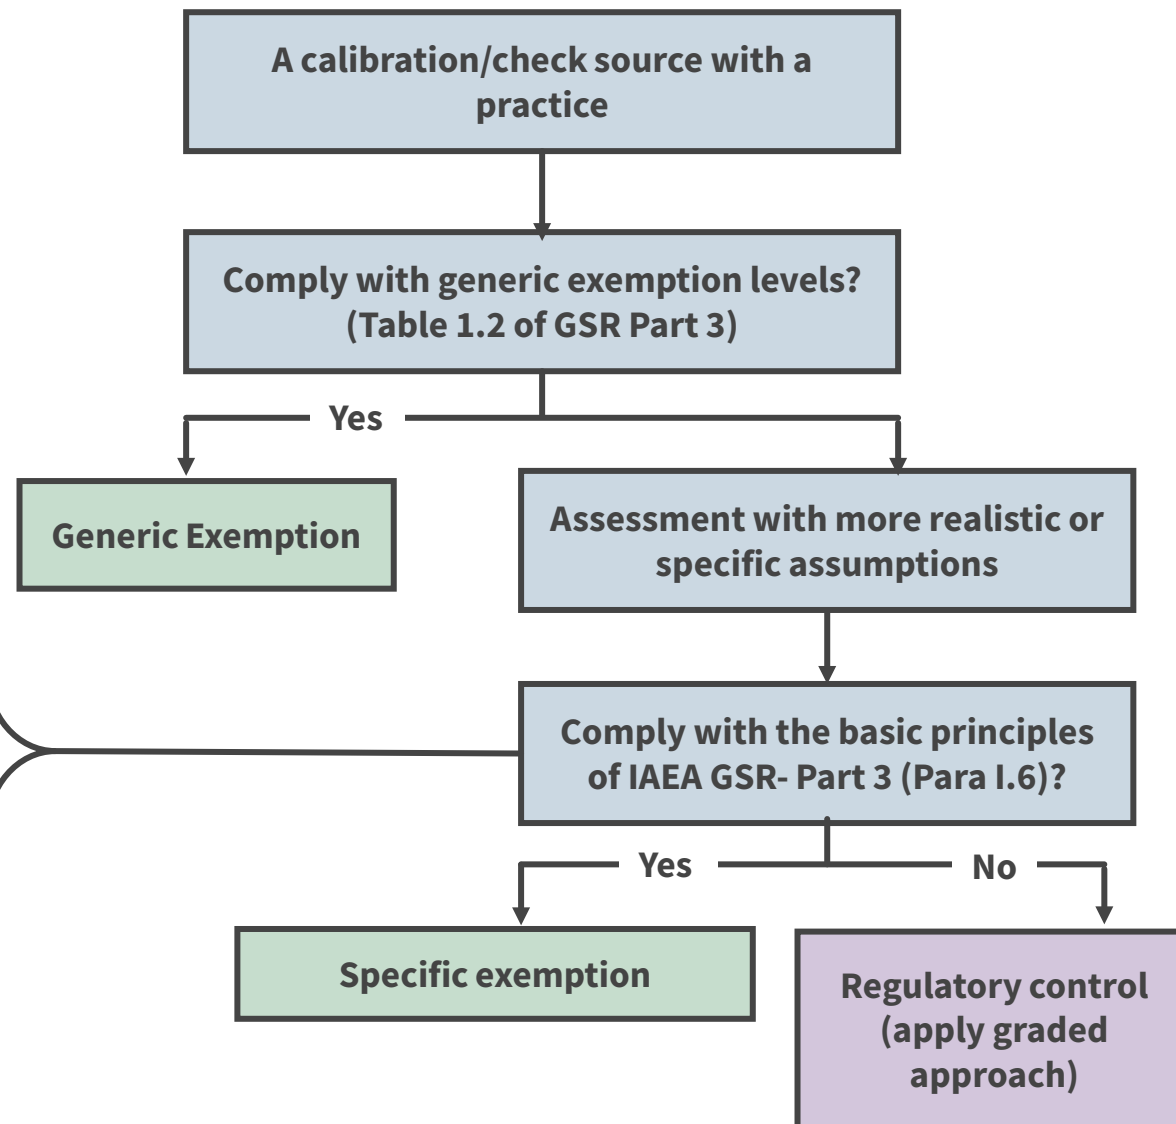 A calibration/check source with a
practice
Comply with generic exemption levels?
(Table 1.2 of GSR Part 3)
Yes
Generic Exemption
Assessment with more realistic or
specific assumptions
Comply with the basic principles
of IAEA GSR- Part 3 (Para I.6)?
Yes
No
Specific exemption
Regulatory control
(apply graded
approach)